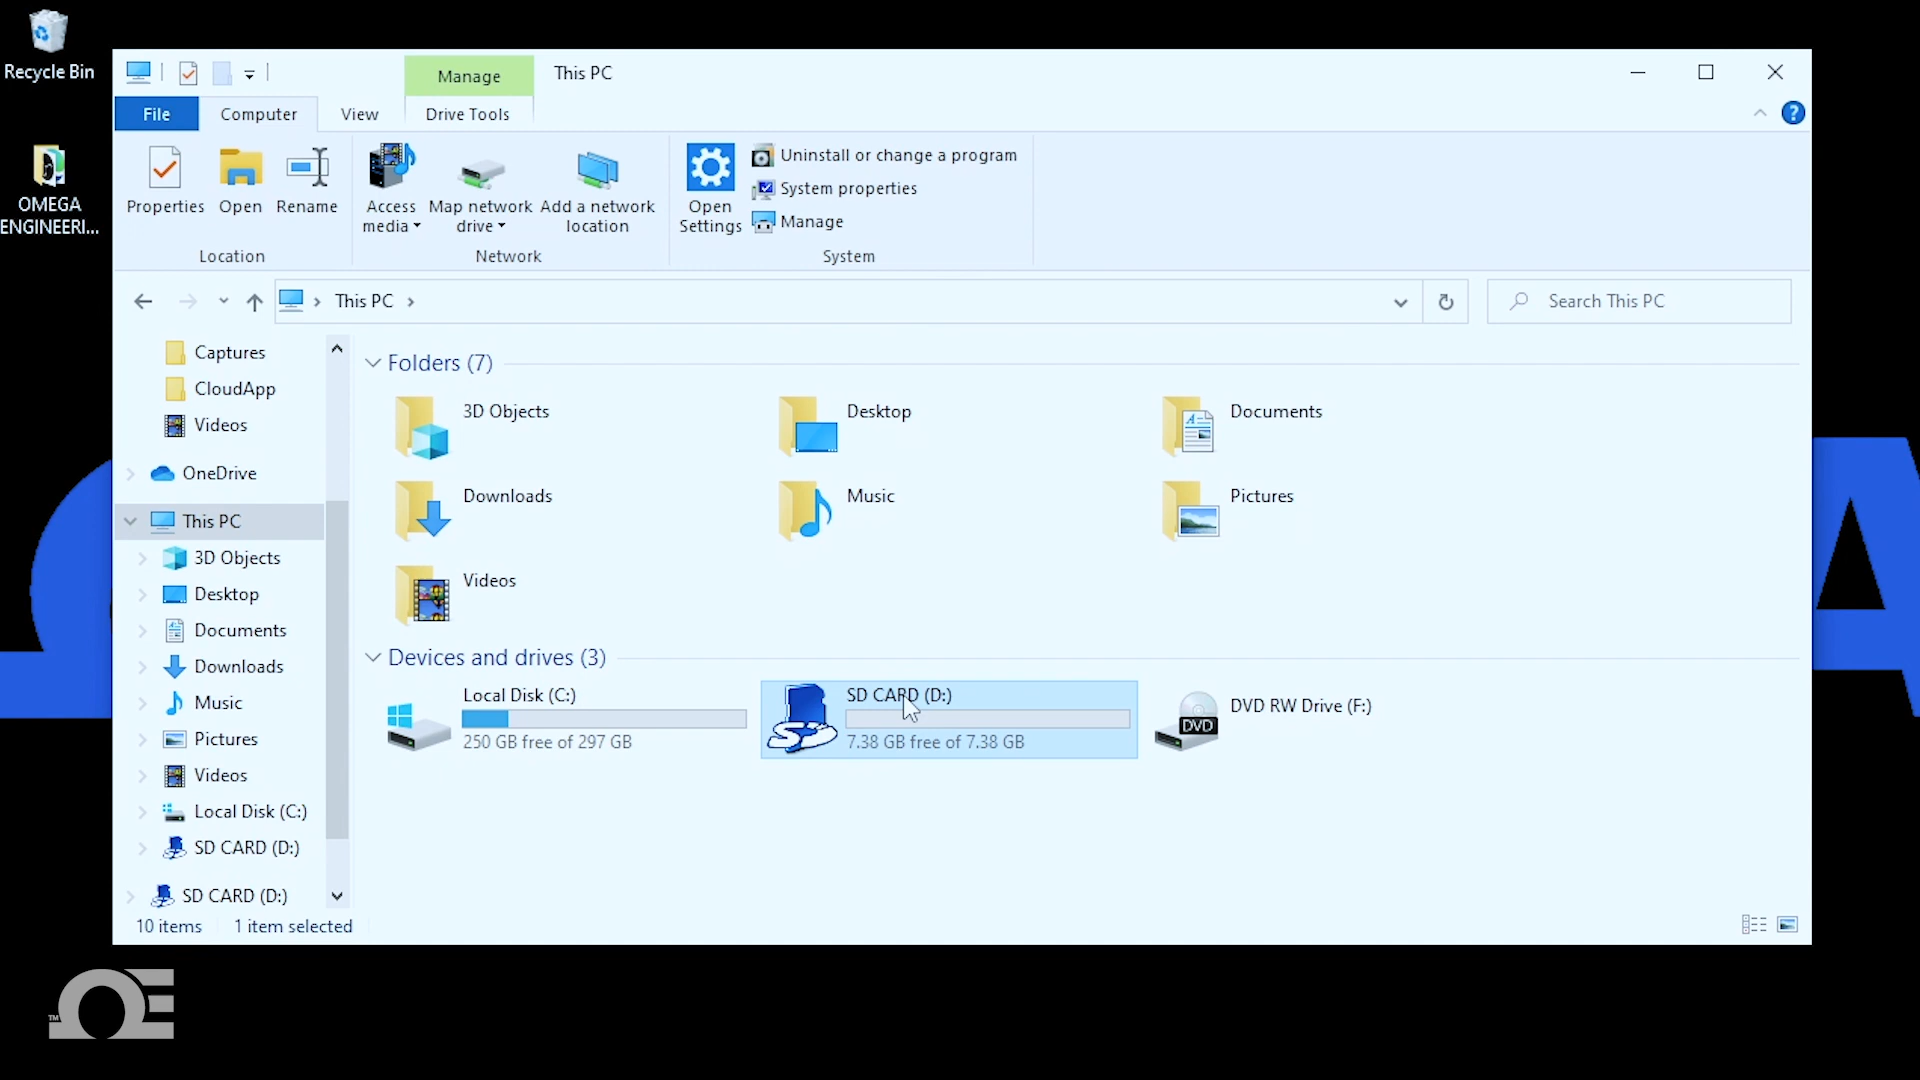 Recycle Bin
OMEGA
ENGINEERI...
Manage
This PC
File
Computer
View
Drive Tools
Properties
Open
Rename
Location
Access
media
Map network
drive
Add a network
location
Network
Open
Settings
Uninstall or change a program
System properties
Manage
System
This PC
Search This PC
Captures
CloudApp
Videos
OneDrive
This PC
3D Objects
Desktop
Documents
Downloads
Music
Pictures
Videos
Local Disk (C:)
SD CARD (D:)
SD CARD (D:)
Folders (7)
3D Objects
Desktop
Documents
Downloads
Music
Pictures
Videos
Devices and drives (3)
Local Disk (C:)
250 GB free of 297 GB
SD CARD (D:)
7.38 GB free of 7.38 GB
DVD RW Drive (F:)
DVD
10 items
1 item selected
A
TM
ΩE